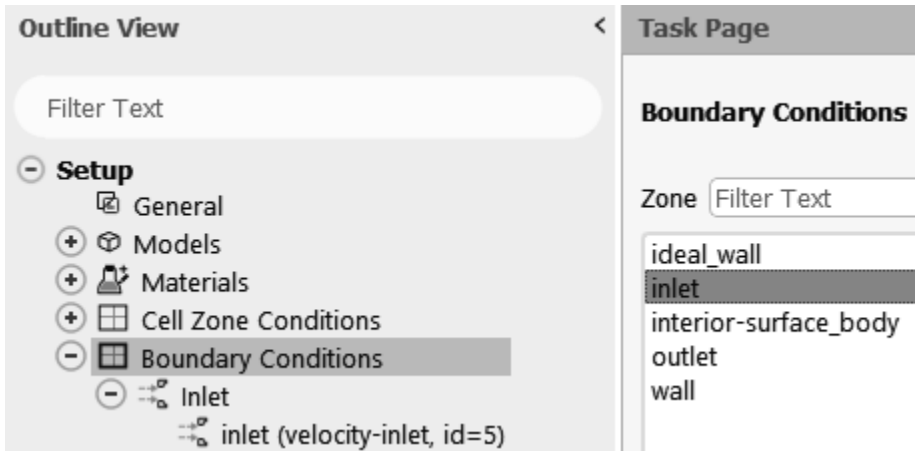 Outline View
Filter Text
Setup
General
Models
Materials
Cell Zone Conditions
Boundary Conditions
Inlet
inlet (velocity-inlet, id=5)
Task Page
Boundary Conditions
Zone Filter Text
ideal_wall
inlet
interior-surface_body
outlet
wall